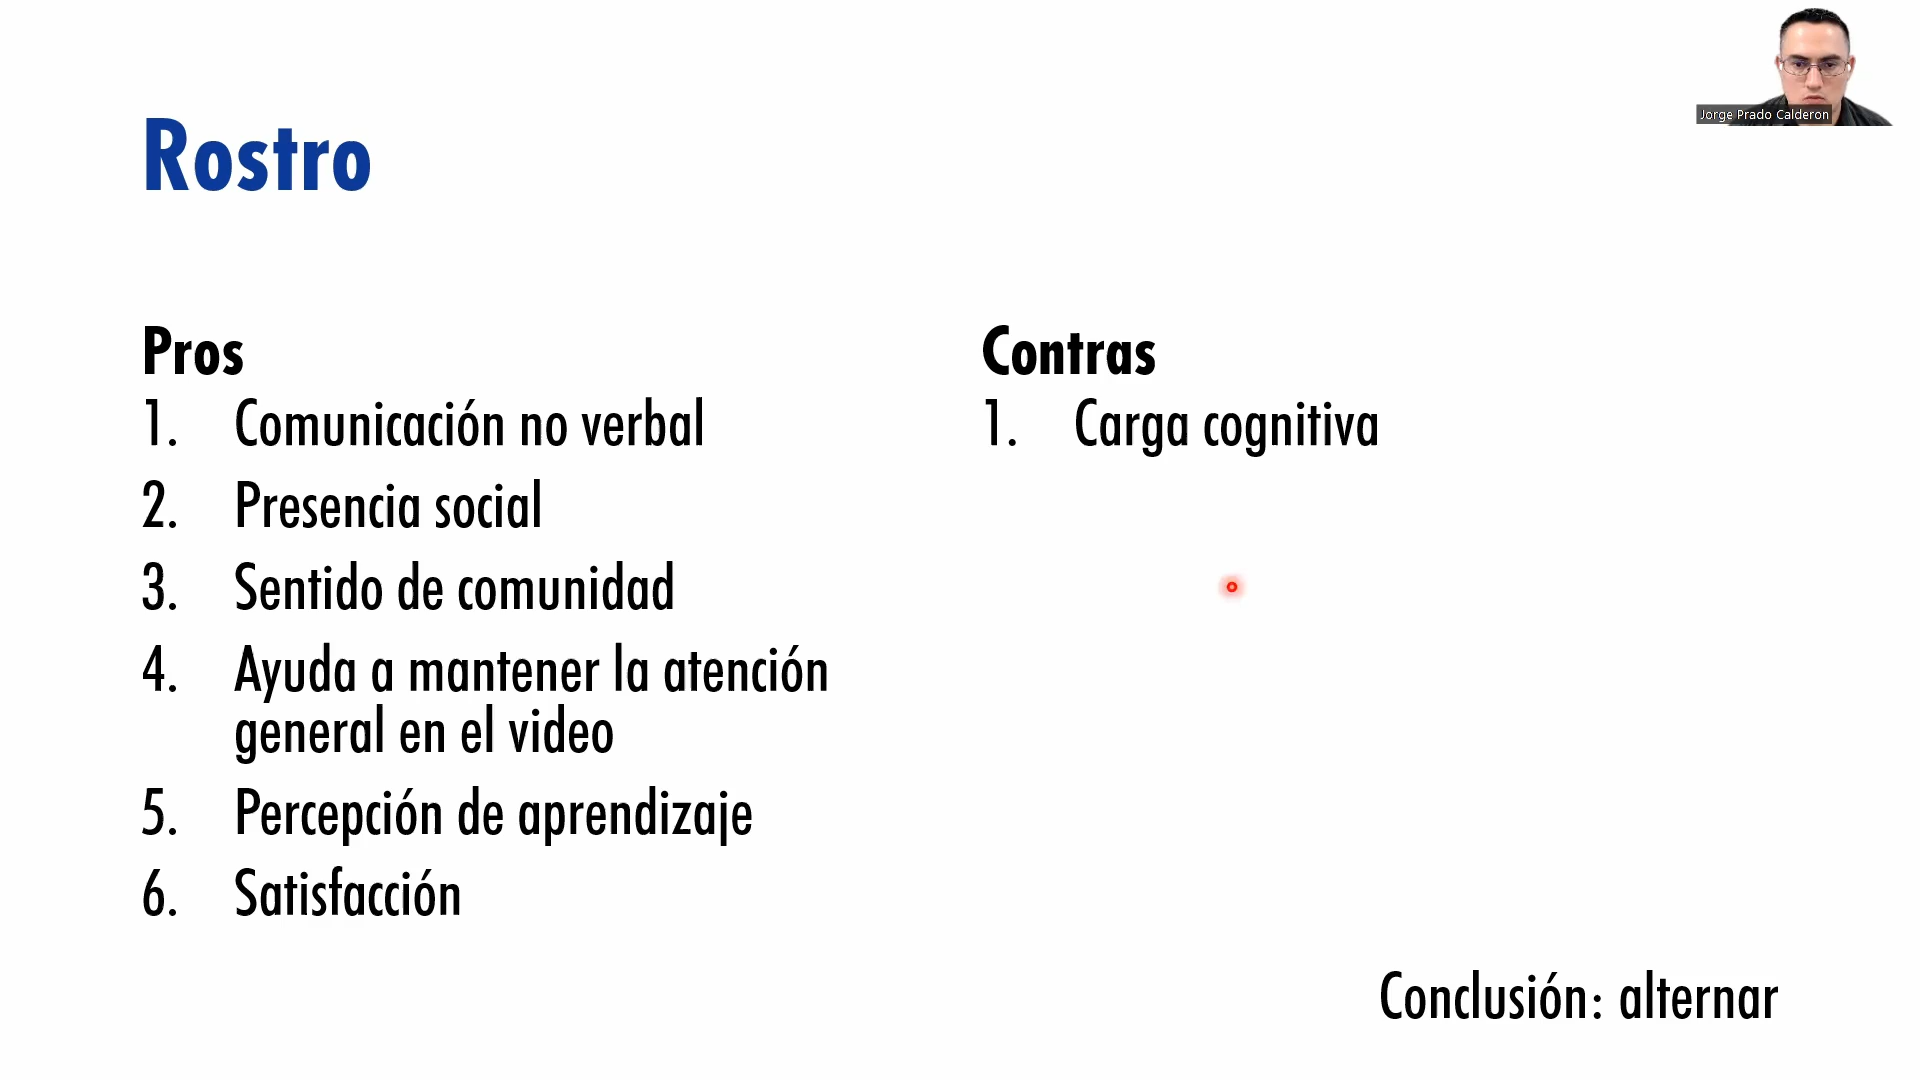 Jorge Prado Calderon
Rostro
Pros
1. Comunicación no verbal
2. Presencia social
3. Sentido de comunidad
4. Ayuda a mantener la atención
general en el video
5. Percepción de aprendizaje
6. Satisfacción
Contras
1. Carga cognitiva
Conclusión: alternar